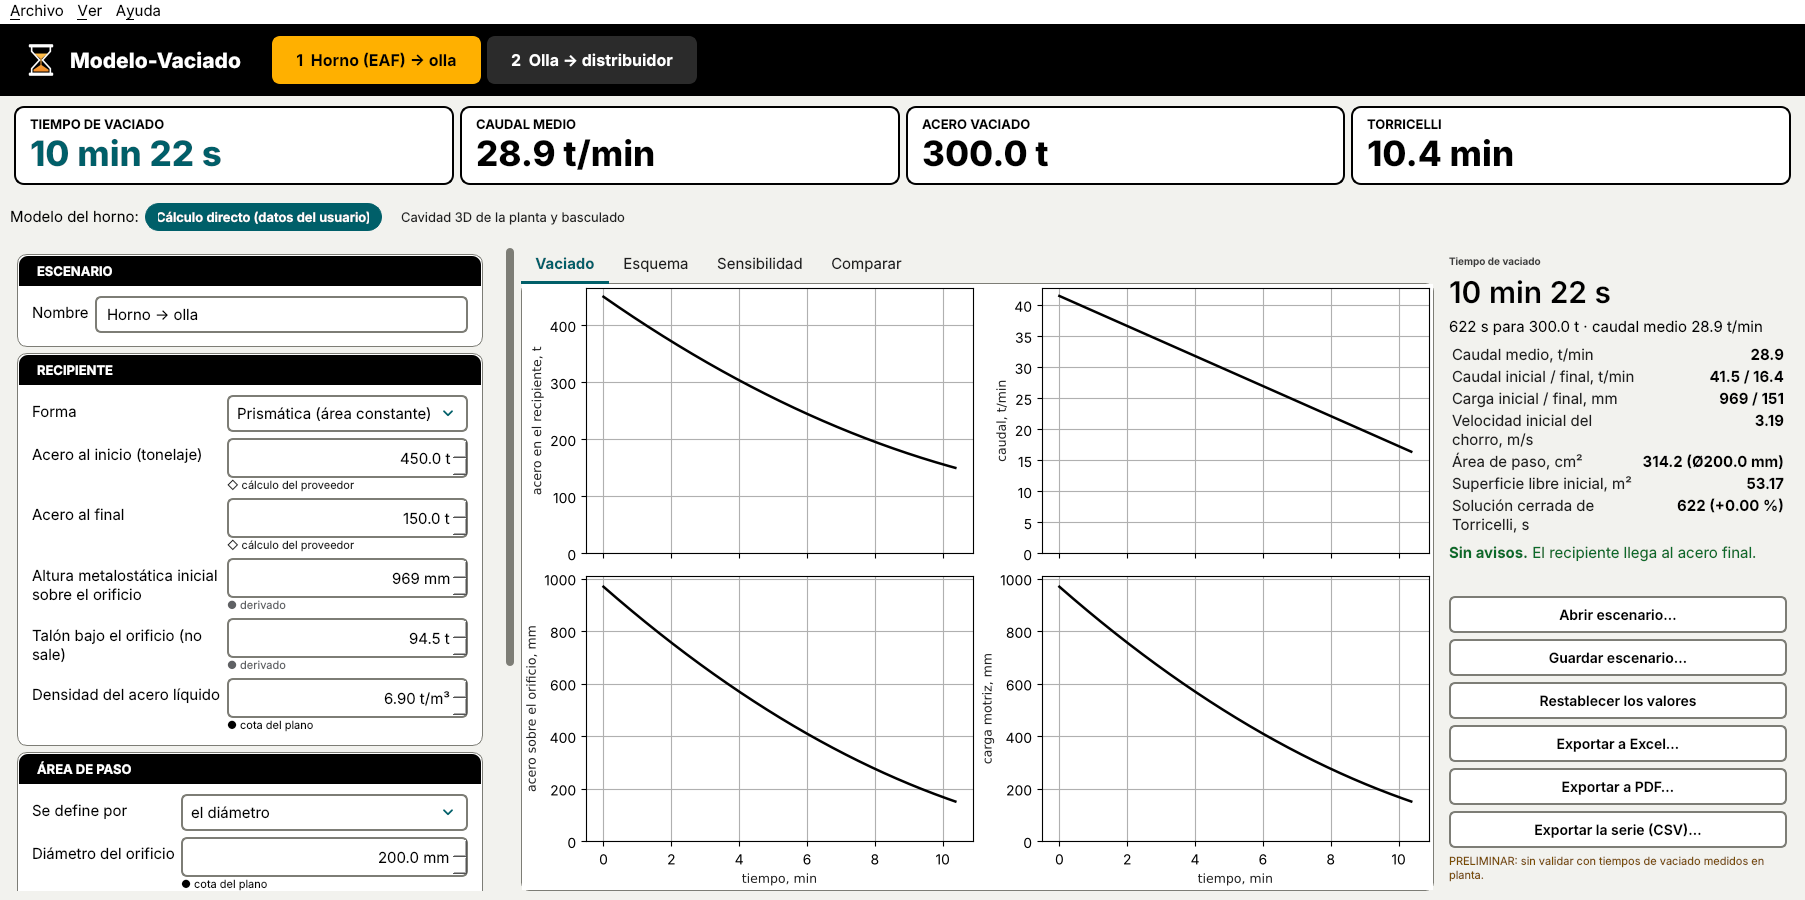 Archivo Ver Ayuda
Modelo-Vaciado
1 Horno (EAF) → olla
2 Olla → distribuidor
TIEMPO DE VACIADO
10 min 22 s
CAUDAL MEDIO
28.9 t/min
ACERO VACIADO
300.0 t
TORRICELLI
10.4 min
Modelo del horno: Cálculo directo (datos del usuario) Cavidad 3D de la planta y basculado
ESCENARIO
Nombre Horno → olla
RECIPIENTE
Forma Prismática (área constante)
Acero al inicio (tonelaje) 450.0 t
◇ cálculo del proveedor
Acero al final 150.0 t
◇ cálculo del proveedor
Altura metalostática inicial
sobre el orificio
969 mm
● derivado
Talón bajo el orificio (no
sale)
94.5 t
● derivado
Densidad del acero líquido 6.90 t/m³
● cota del plano
ÁREA DE PASO
Se define por el diámetro
Diámetro del orificio 200.0 mm
● cota del plano
Vaciado Esquema Sensibilidad Comparar
acero en el recipiente, t
400
300
200
100
0
caudal, t/min
40
35
30
25
20
15
10
5
0
acero sobre el orificio, mm
1000
800
600
400
200
0
0 2 4 6 8 10
tiempo, min
carga motriz, mm
1000
800
600
400
200
0
0 2 4 6 8 10
tiempo, min
Tiempo de vaciado
10 min 22 s
622 s para 300.0 t · caudal medio 28.9 t/min
Caudal medio, t/min 28.9
Caudal inicial / final, t/min 41.5 / 16.4
Carga inicial / final, mm 969 / 151
Velocidad inicial del
chorro, m/s
3.19
Área de paso, cm² 314.2 (Ø200.0 mm)
Superficie libre inicial, m² 53.17
Solución cerrada de
Torricelli, s
622 (+0.00 %)
Sin avisos. El recipiente llega al acero final.
Abrir escenario...
Guardar escenario...
Restablecer los valores
Exportar a Excel...
Exportar a PDF...
Exportar la serie (CSV)...
PRELIMINAR: sin validar con tiempos de vaciado medidos en
planta.